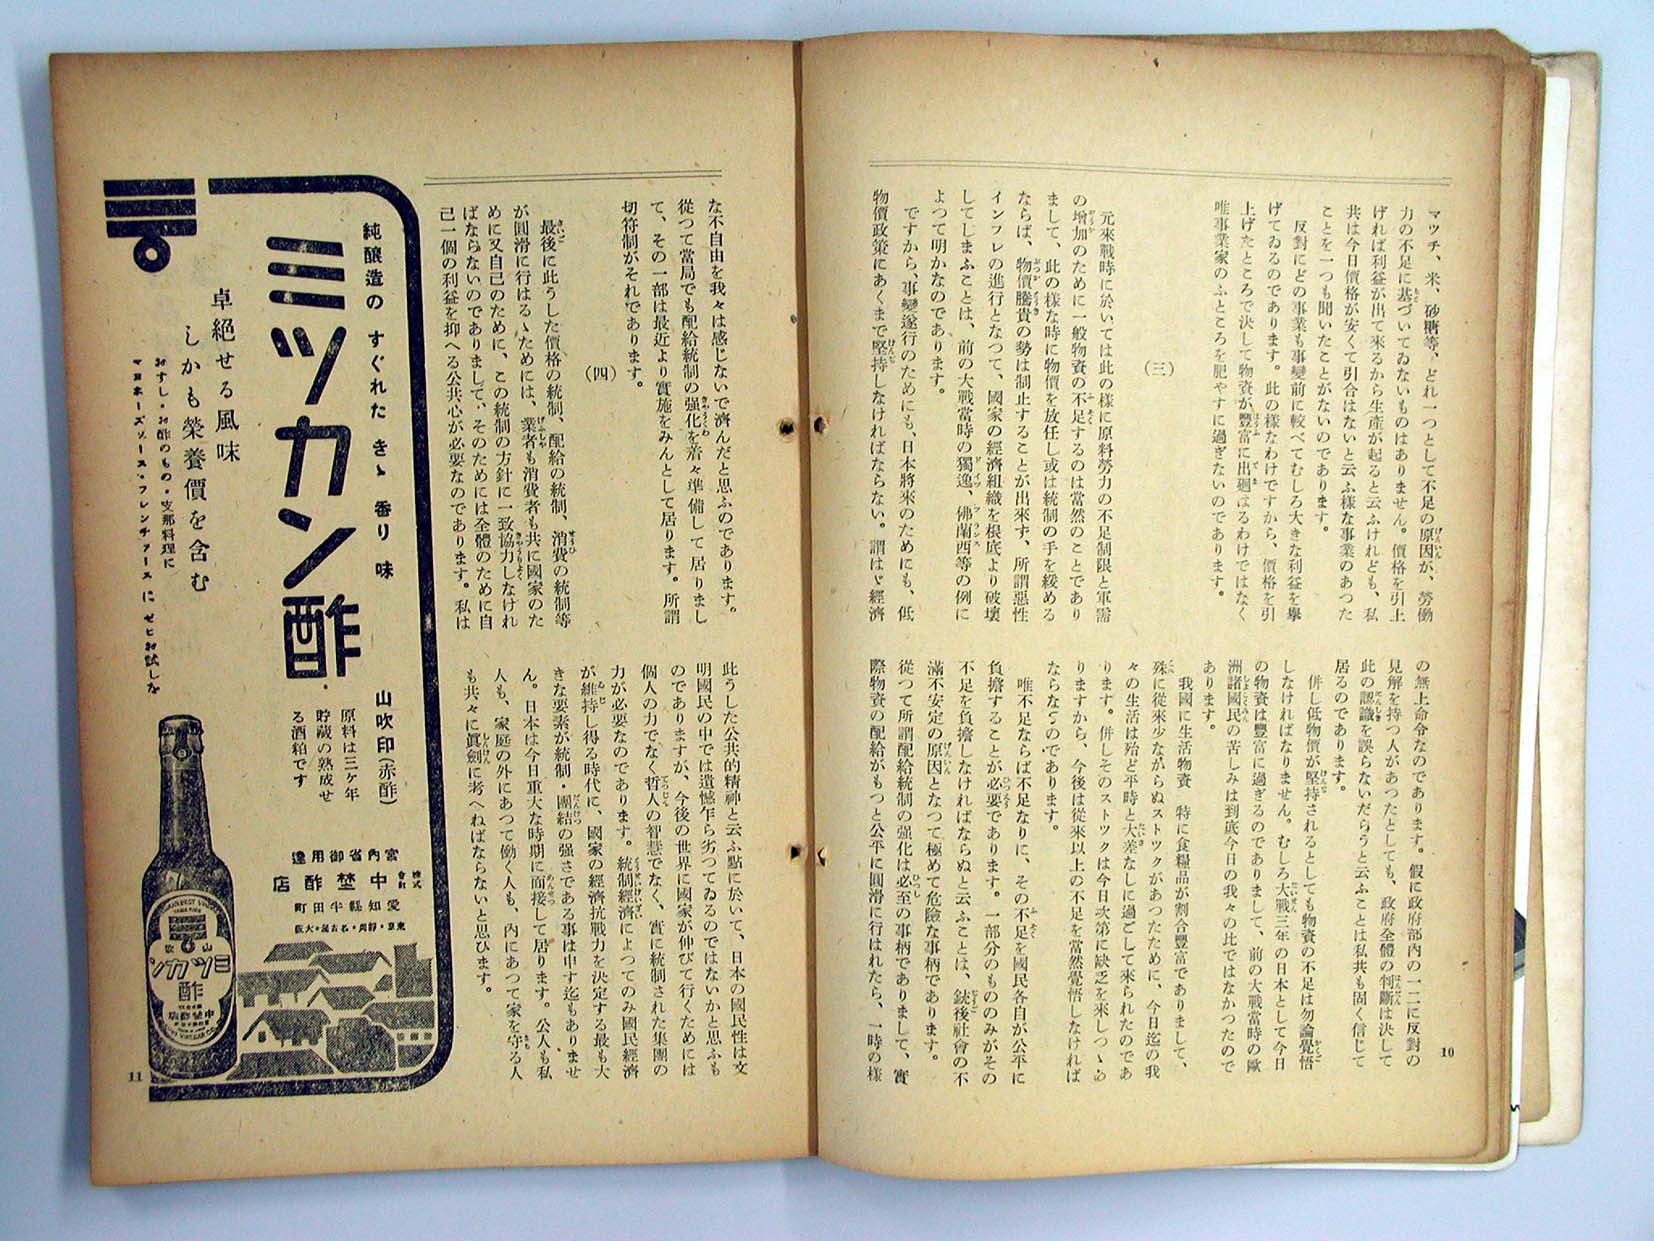 マッチ、米、砂糖等、どれ一つとして不足の原因が、勞働
力の不足に基づいてゐないものはありません。價格を引上
げれば利益が出て來るから生産が起ると云ふけれども、私
共は今日價格が安くて引合はないと云ふ樣な事業のあつた
ことを一つも聞いたことがないのであります。
反對にどの事業も事變前に較べてむしろ大きな利益を擧
げてゐるのであります。此の樣なわけですから、價格を引
上げたところで決して物資が豐富に出廻はるわけではなく
唯事業家のふところを肥やすに過ぎないのであります。
(三)
元來戰時に於いては此の樣に原料勞力の不足制限と軍需
の增加のために一般物資の不足するのは當然のことであり
まして、此の樣な時に物價を放任し或は統制の手を緩める
ならば、物價騰貴の勢は制止することが出來ず、所謂惡性
インフレの進行となつて、國家の經濟組織を根底より破壞
してしまふことは、前の大戰當時の獨逸、佛蘭西等の例に
よつて明かなのであります。
ですから、事變遂行のためにも、日本將來のためにも、低
物價政策にあくまで堅持しなければならない。謂はゞ經濟
の無上命令なのであります。假に政府部內の一二に反對の
見解を持つ人があつたとしても、政府全體の判斷は決して
此の認識を誤らないだらうと云ふことは私共も固く信じて
居るのであります。
併し低物價が堅持されるとしても物資の不足は勿論覺悟
しなければなりません。むしろ大戰三年の日本として今日
の物資は豐富に過ぎるのでありまして、前の大戰當時の歐
洲諸國民の苦しみは到底今日の我々の比ではなかつたので
あります。
我國に生活物資　特に食糧品が割合豐富でありまして、
殊に從來少ながらぬストックがあつたために、今日迄の我
々の生活は殆ど平時と大差なしに過ごして來られたのであ
ります。併しそのストックは今日次第に缺乏を來しつゝあ
りますから、今後は從來以上の不足を當然覺悟しなければ
ならなゝのであります。
唯不足ならば不足なりに、その不足を國民各自が公平に
負擔することが必要であります。一部分のもののみがその
不足を負擔しなければならぬと云ふことは、銃後社會の不
滿不安定の原因となつて極めて危險な事柄であります。
從つて所謂配給統制の强化は必至の事柄でありまして、實
際物資の配給がもつと公平に圓滑に行はれたら、一時の樣
10
な不自由を我々は感じないで濟んだと思ふのであります。
從つて當局でも配給統制の强化を着々準備して居りまし
て、その一部は最近より實施をみんとして居ります。所謂
切符制がそれであります。
(四)
最後に此うした價格の統制、配給の統制、消費の統制等
が圓滑に行はるゝためには、業者も消費者も共に國家のた
めに又自己のために、この統制の方針に一致協力しなけれ
ばならないのでありまして、そのためには全體のために自
己一個の利益を抑へる公共心が必要なのであります。私は
此うした公共的精神と云ふ點に於いて、日本の國民性は文
明國民の中では遺憾乍ら劣つてゐるのではないかと思ふも
のでありますが、今後の世界に國家が伸びて行くためには
個人の力でなく哲人の智慧でなく、實に統制された集團の
力が必要なのであります。統制經濟によつてのみ國民經濟
が維持し得る時代に、國家の經濟抗戰力を決定する最も大
きな要素が統制・團結の强さである事は申す迄もありませ
ん。日本は今日重大な時期に面接して居ります。公人も私
人も、家庭の外にあつて働く人も、內にあつて家を守る人
も共々に眞劍に考へねばならないと思ひます。
純釀造の すぐれた きゝ 香り 味
ミツカン酢
山吹印(赤酢)
原料は三ヶ年
貯藏の熟成せ
る酒粕です
卓絕せる風味
しかも榮養價を含む
おすし・お酢のもの・支那料理に
マヨネーズソース・フレンチソース に ぜひお試しを
宮內省御用達
株式會社 中埜酢店
愛知縣半田町
東京・靜岡・名古屋・大阪
山吹
ミツカン
酢
11